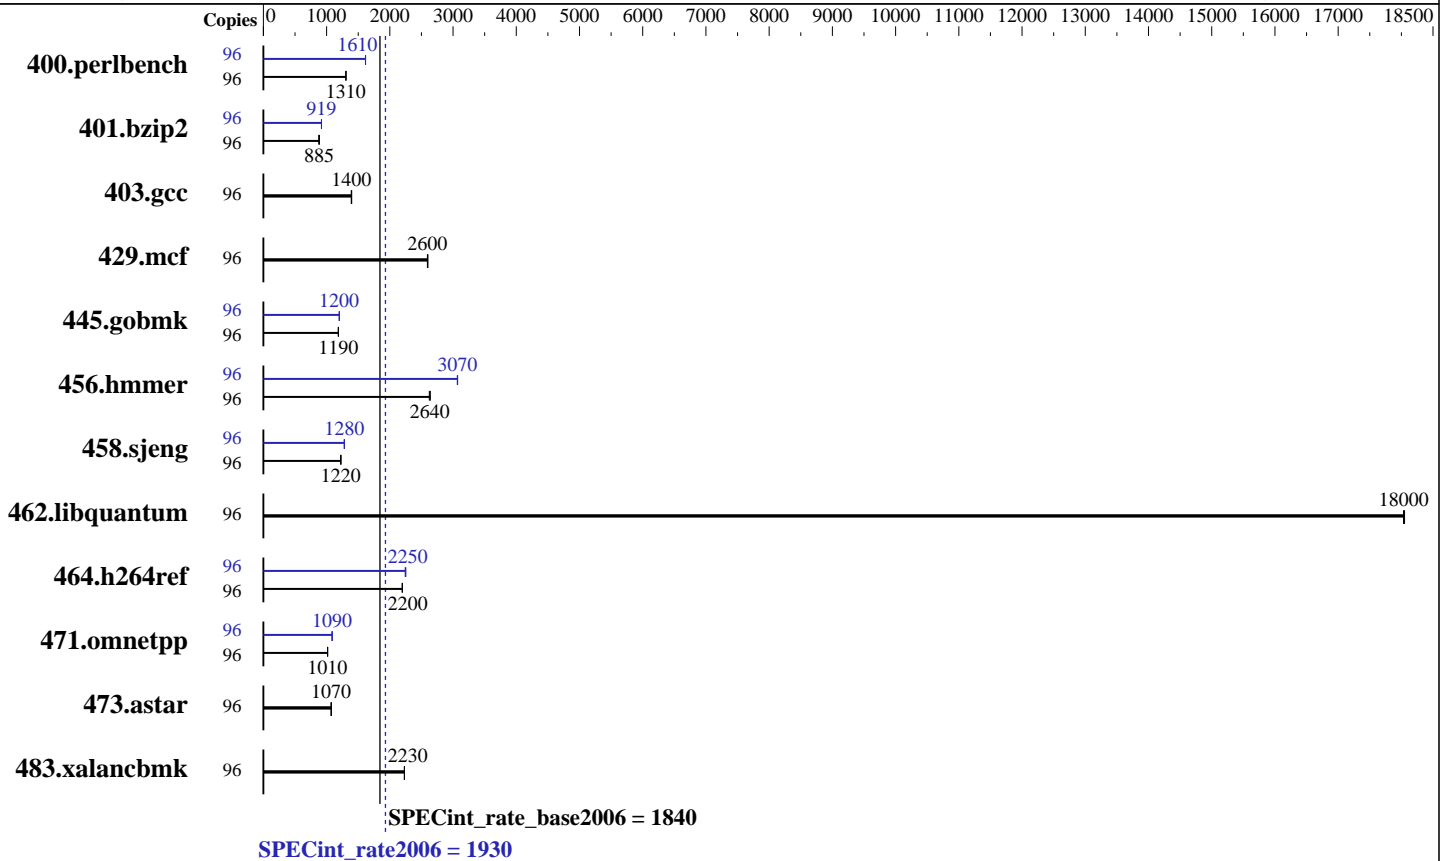 Copies 0 1000 2000 3000 4000 5000 6000 7000 8000 9000 10000 11000 12000 13000 14000 15000 16000 17000 18500
400.perlbench 96 1610
96 1310
401.bzip2 96 919
96 885
403.gcc 96 1400
429.mcf 96 2600
445.gobmk 96 1200
96 1190
456.hmmer 96 3070
96 2640
458.sjeng 96 1280
96 1220
462.libquantum 96 18000
464.h264ref 96 2250
96 2200
471.omnetpp 96 1090
96 1010
473.astar 96 1070
483.xalancbmk 96 2230
SPECint_rate_base2006 = 1840
SPECint_rate2006 = 1930